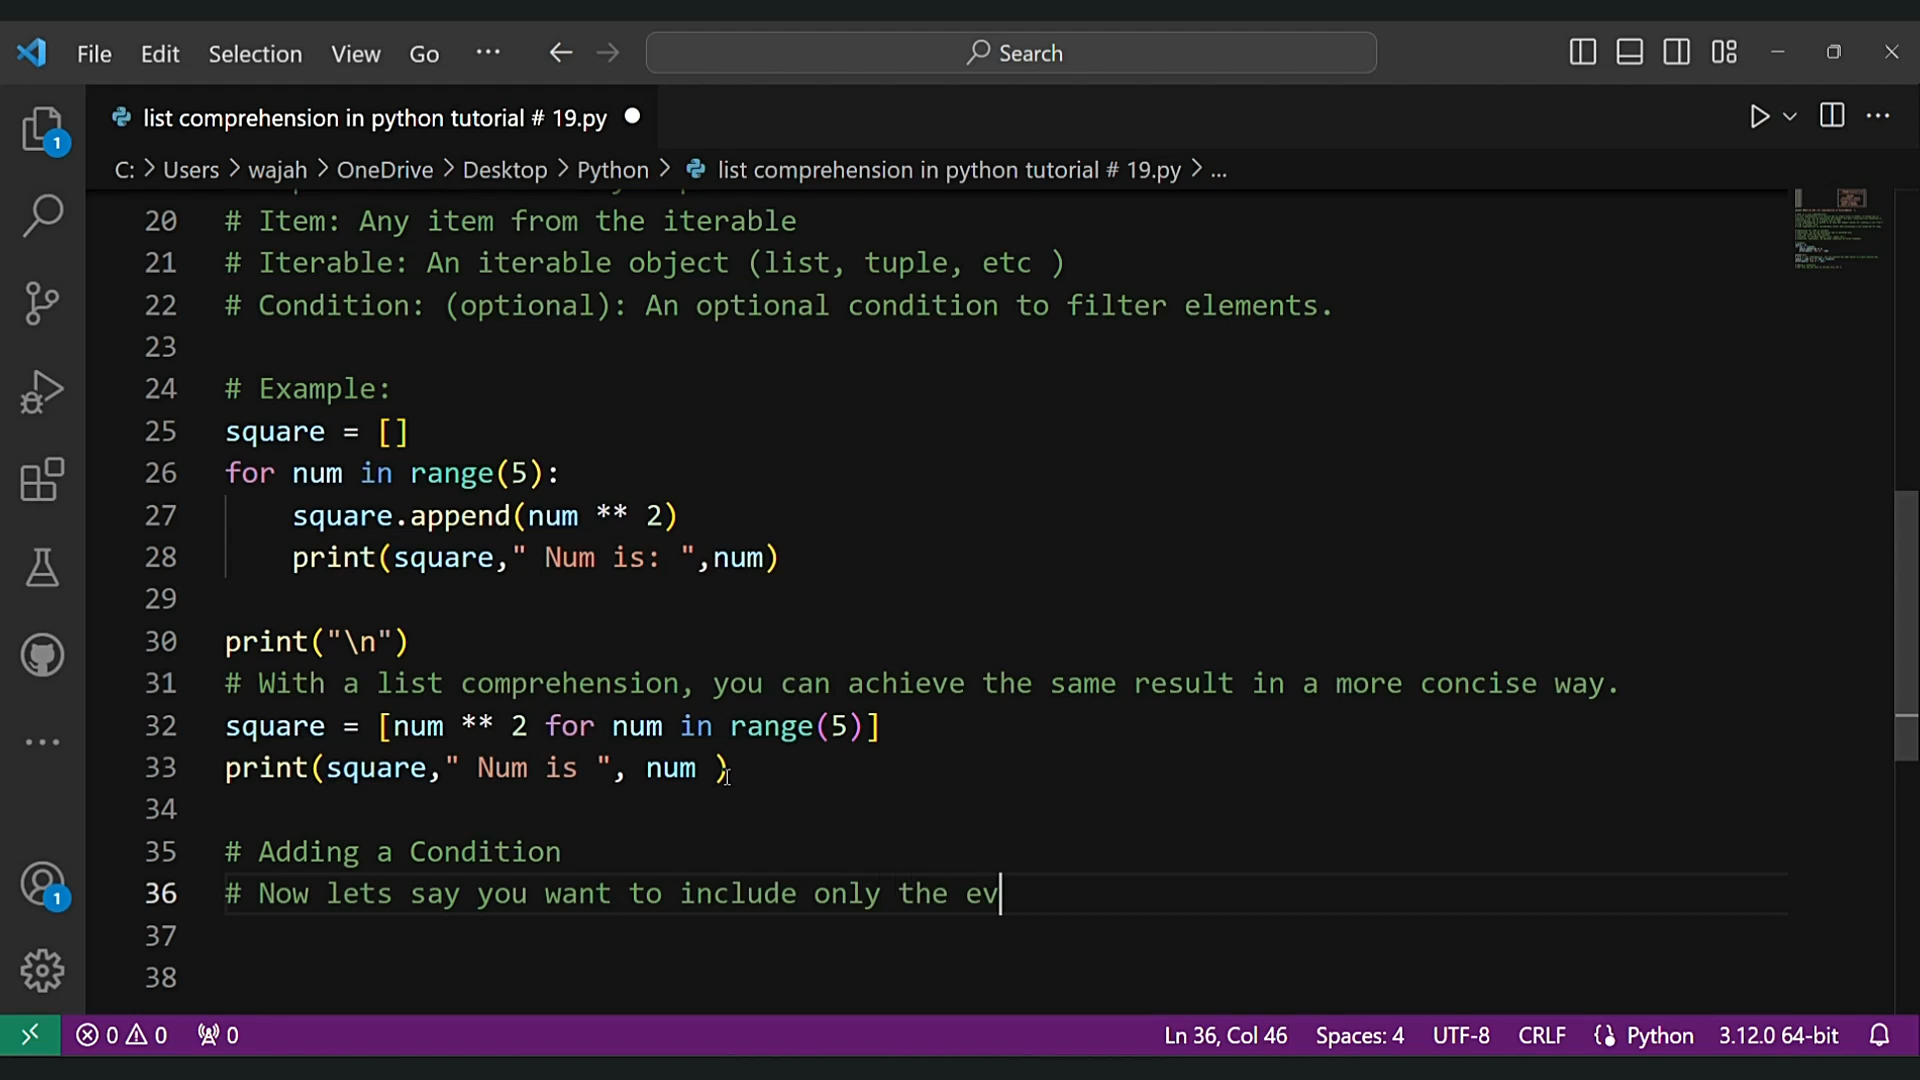 File Edit Selection View Go ··· Search
list comprehension in python tutorial # 19.py
C: > Users > wajah > OneDrive > Desktop > Python > list comprehension in python tutorial # 19.py > ...
20 # Item: Any item from the iterable
21 # Iterable: An iterable object (list, tuple, etc )
22 # Condition: (optional): An optional condition to filter elements.
23
24 # Example:
25 square = []
26 for num in range(5):
27     square.append(num ** 2)
28     print(square," Num is: ",num)
29
30 print("\n")
31 # With a list comprehension, you can achieve the same result in a more concise way.
32 square = [num ** 2 for num in range(5)]
33 print(square," Num is ", num )
34
35 # Adding a Condition
36 # Now lets say you want to include only the ev
37
38
1
1
0 0 0 Ln 36, Col 46 Spaces: 4 UTF-8 CRLF Python 3.12.0 64-bit